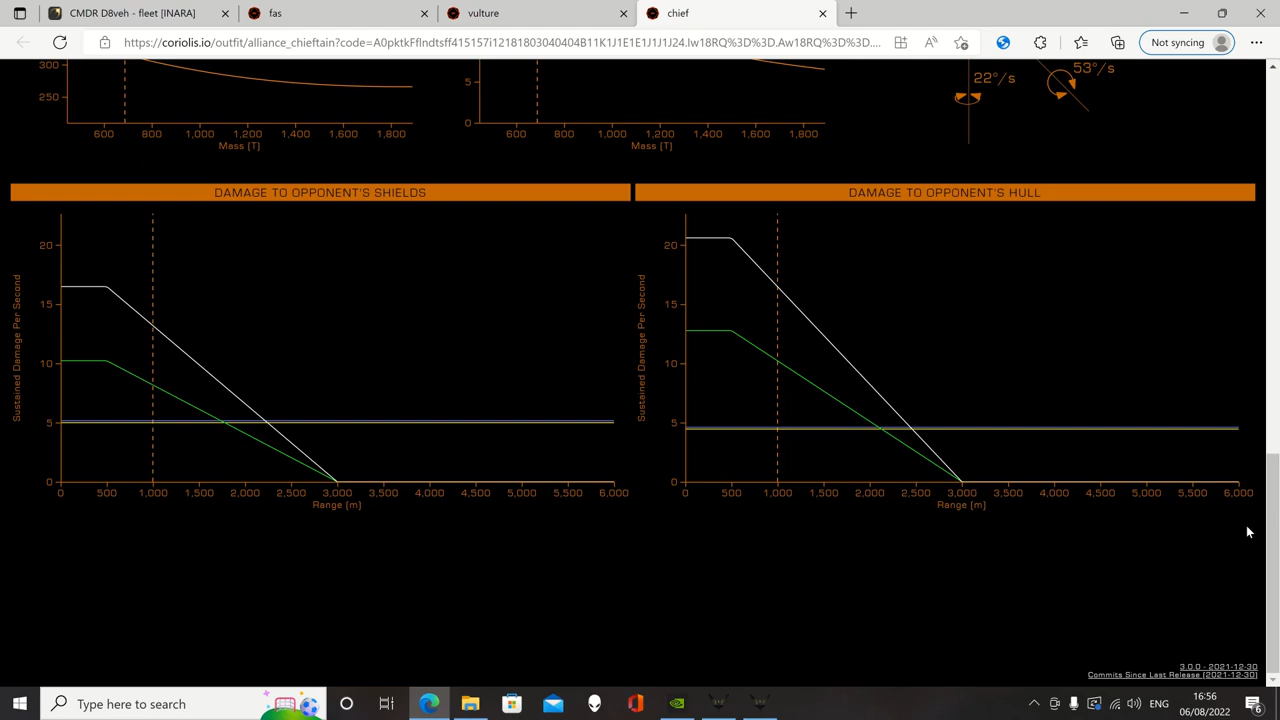 CMDR D8veh - fleet [INARA]
fas
vulture
chief
https://coriolis.io/outfit/alliance_chieftain?code=A0pktkFflndtsff415157i12181803040404B11K1J1E1E1J1J1J24.Iw18RQ%3D%3D.Aw18RQ%3D%3D....
Not syncing
300
250
600 800 1,000 1,200 1,400 1,600 1,800
Mass [T]
5
0
600 800 1,000 1,200 1,400 1,600 1,800
Mass [T]
22°/s
53°/s
DAMAGE TO OPPONENT'S SHIELDS
DAMAGE TO OPPONENT'S HULL
Sustained Damage Per Second
20
15
10
5
0
0 500 1,000 1,500 2,000 2,500 3,000 3,500 4,000 4,500 5,000 5,500 6,000
Range [m]
Sustained Damage Per Second
20
15
10
5
0
0 500 1,000 1,500 2,000 2,500 3,000 3,500 4,000 4,500 5,000 5,500 6,000
Range [m]
3.0.0 - 2021-12-30
Commits Since Last Release [2021-12-30]
Type here to search
ENG
16:56
06/08/2022
6